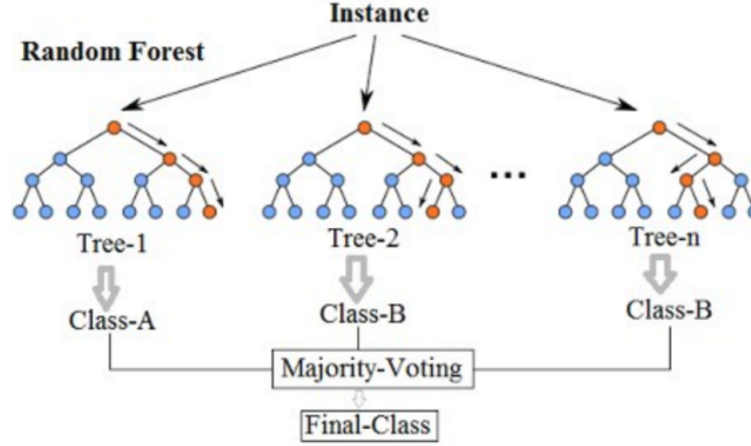 Instance
Random Forest
...
Tree-1
Tree-2
Tree-n
Class-A
Class-B
Class-B
Majority-Voting
Final-Class